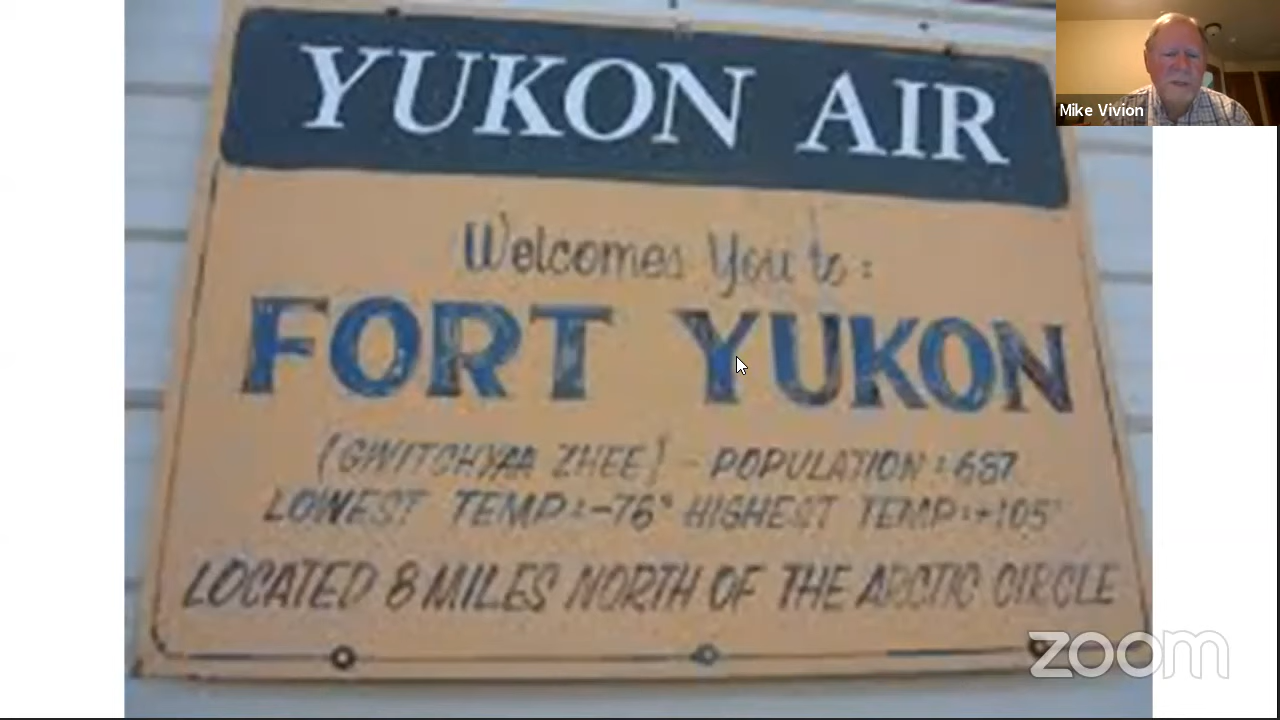 YUKON AIR
Welcomes You to:
FORT YUKON
(GWITCHYAA ZHEE) - POPULATION: 687
LOWEST TEMP: -76° HIGHEST TEMP: +105°
LOCATED 8 MILES NORTH OF THE ARCTIC CIRCLE
Mike Vivion
zoom